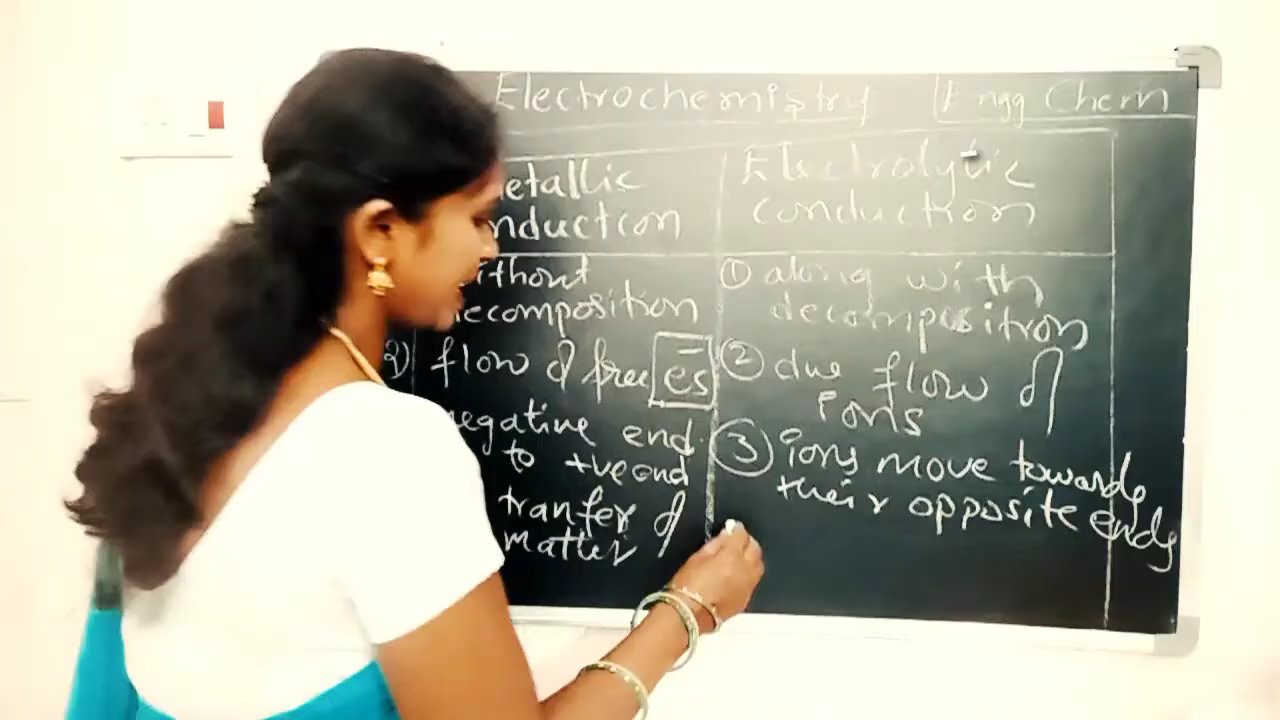 Electrochemistry Engg Chem
etallic
nduction
Electrolytic
conduction
ithout
ecomposition
2) flow of free es
egative end
to +ve end
tranfer of
matter
① along with
decomposition
② due flow of
ions
③ ions move towards
their opposite ends